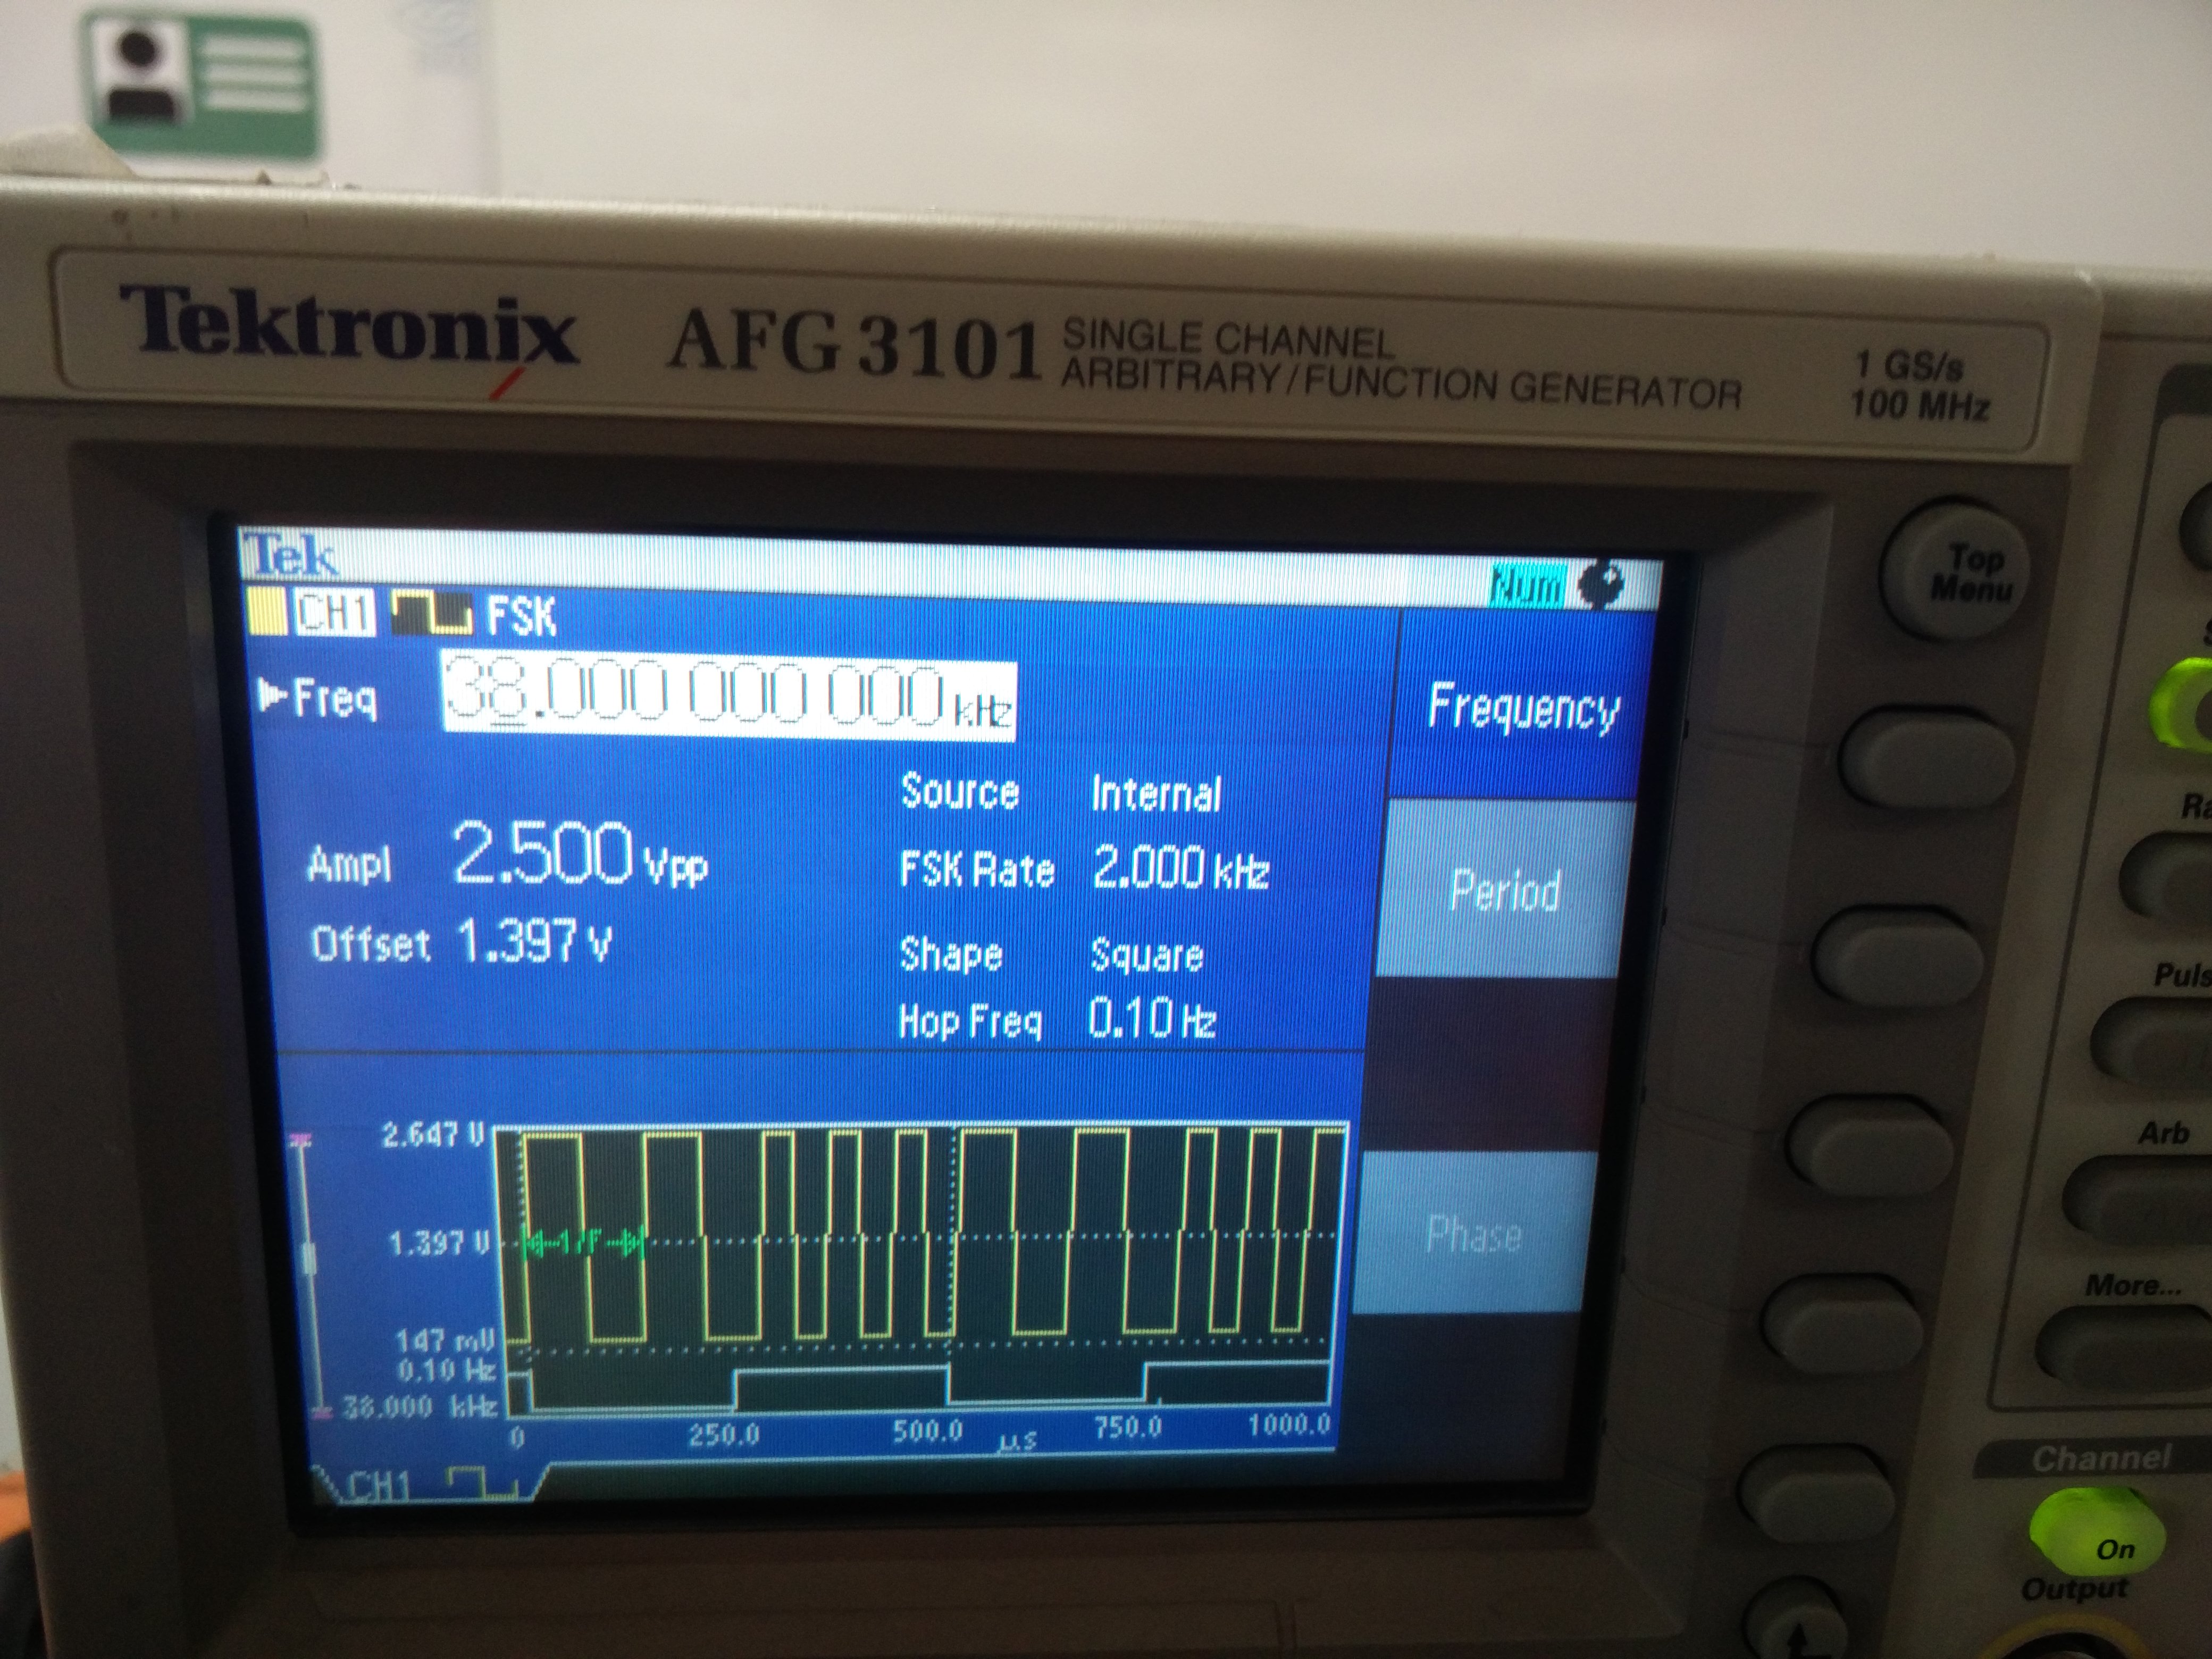 Tektronix AFG 3101 SINGLE CHANNEL
ARBITRARY/FUNCTION GENERATOR
1 GS/s
100 MHz
Tek
Num
CH1 FSK
Freq 38.000 000 000 kHz
Frequency
Top
Menu
Source Internal
Ampl 2.500 Vpp
FSK Rate 2.000 kHz
Period
Offset 1.397 V
Shape Square
Hop Freq 0.10 Hz
Puls
Arb
2.647 V
1.397 V
1/F
Phase
More...
147 mV
0.10 Hz
38.000 kHz
0 250.0 500.0 µs 750.0 1000.0
CH1
Channel
On
Output